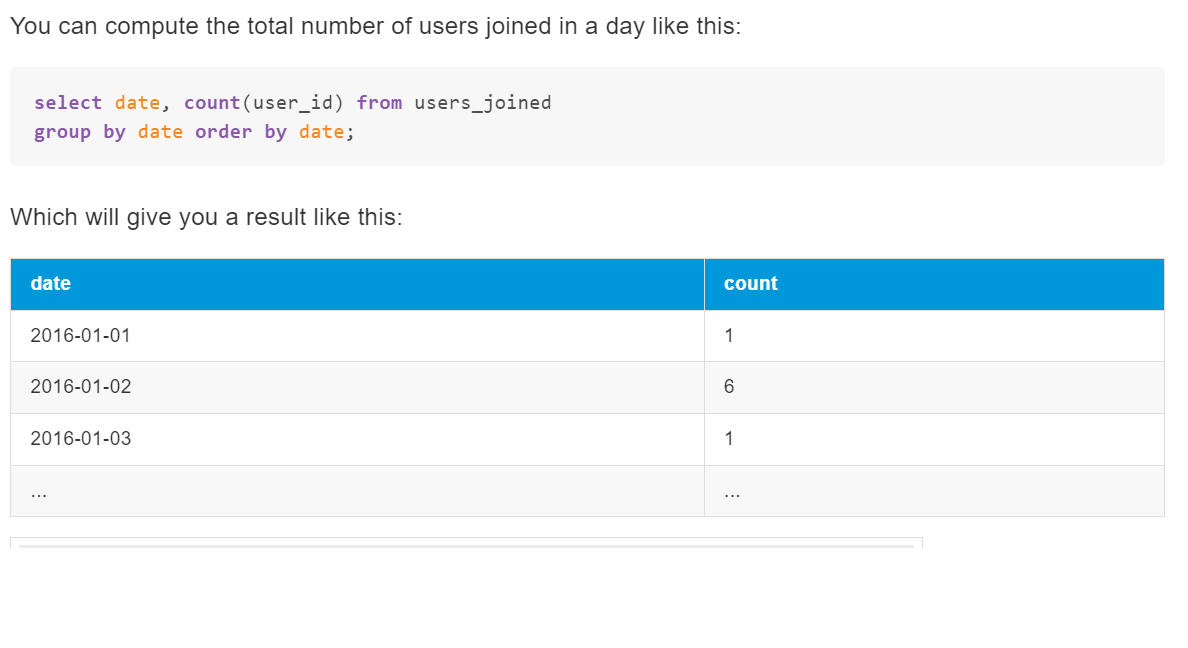 You can compute the total number of users joined in a day like this:
select date, count(user_id) from users_joined
group by date order by date;
Which will give you a result like this:
date count
2016-01-01 1
2016-01-02 6
2016-01-03 1
... ...